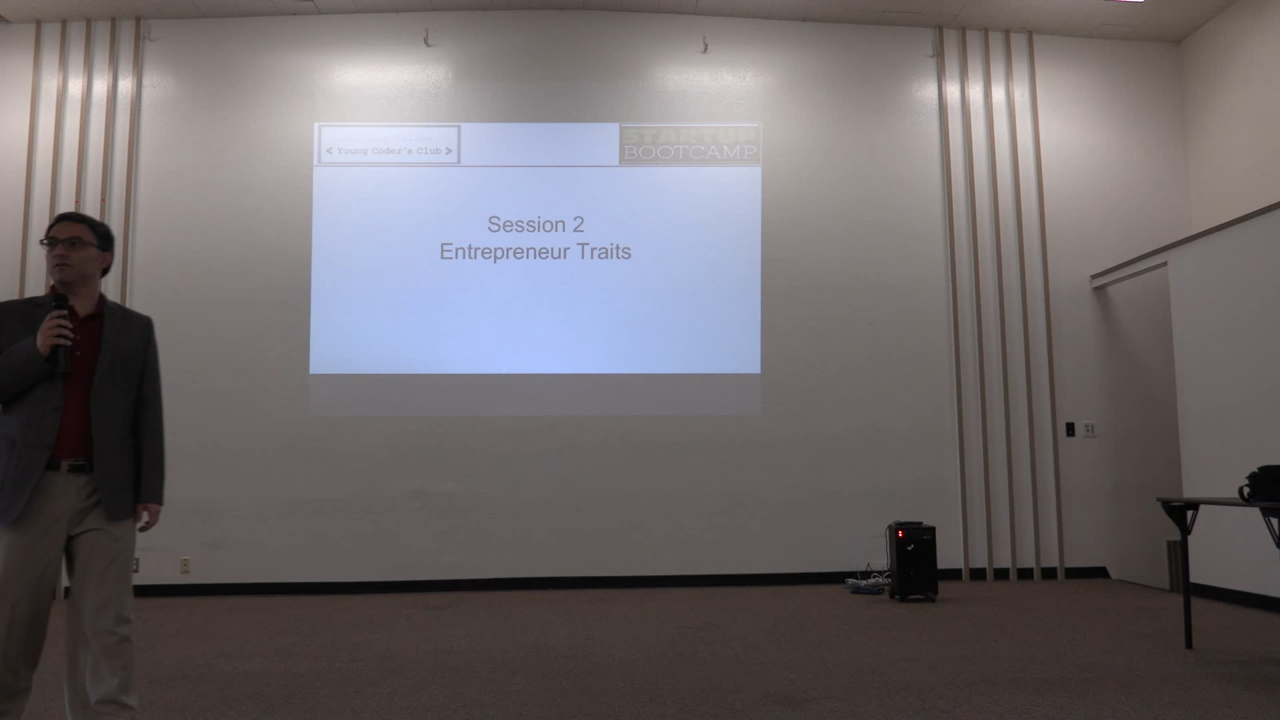 < Young Coder's Club >
STARTUP
BOOTCAMP
Session 2
Entrepreneur Traits